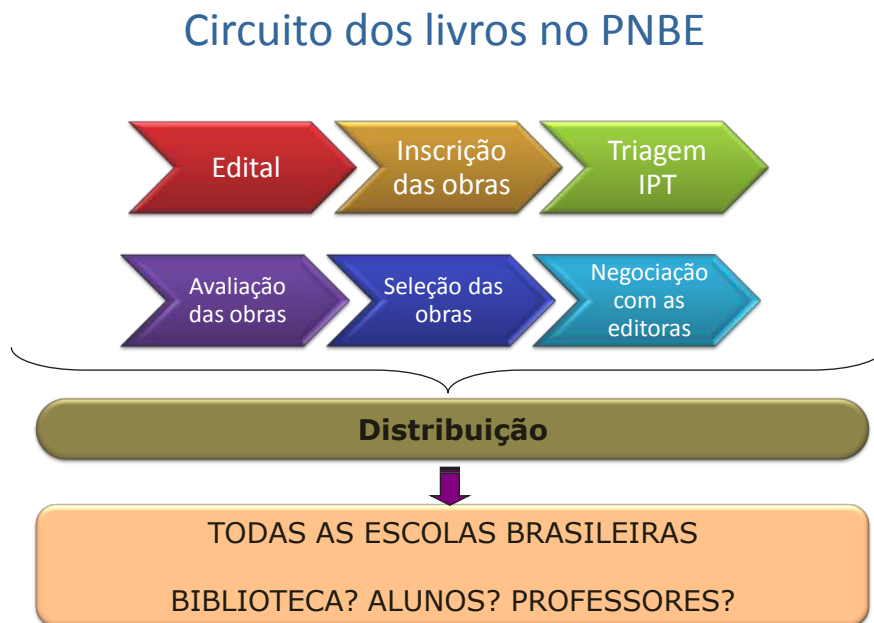 Circuito dos livros no PNBE
Edital
Inscrição
das obras
Triagem
IPT
Avaliação
das obras
Seleção das
obras
Negociação
com as
editoras
Distribuição
TODAS AS ESCOLAS BRASILEIRAS
BIBLIOTECA? ALUNOS? PROFESSORES?